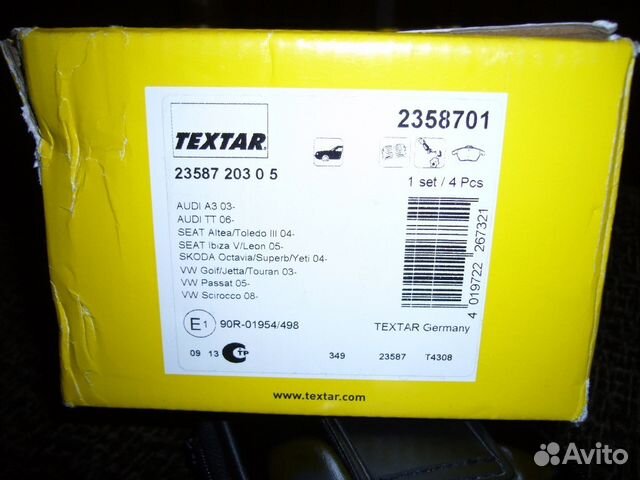 TEXTAR
2358701
23587 203 0 5
1 set / 4 Pcs
AUDI A3 03-
AUDI TT 06-
SEAT Altea/Toledo III 04-
SEAT Ibiza V/Leon 05-
SKODA Octavia/Superb/Yeti 04-
VW Golf/Jetta/Touran 03-
VW Passat 05-
VW Scirocco 08-
4 019722 267321
E1 90R-01954/498
TEXTAR Germany
09 13 СТР 349 23587 T4308
www.textar.com
Avito